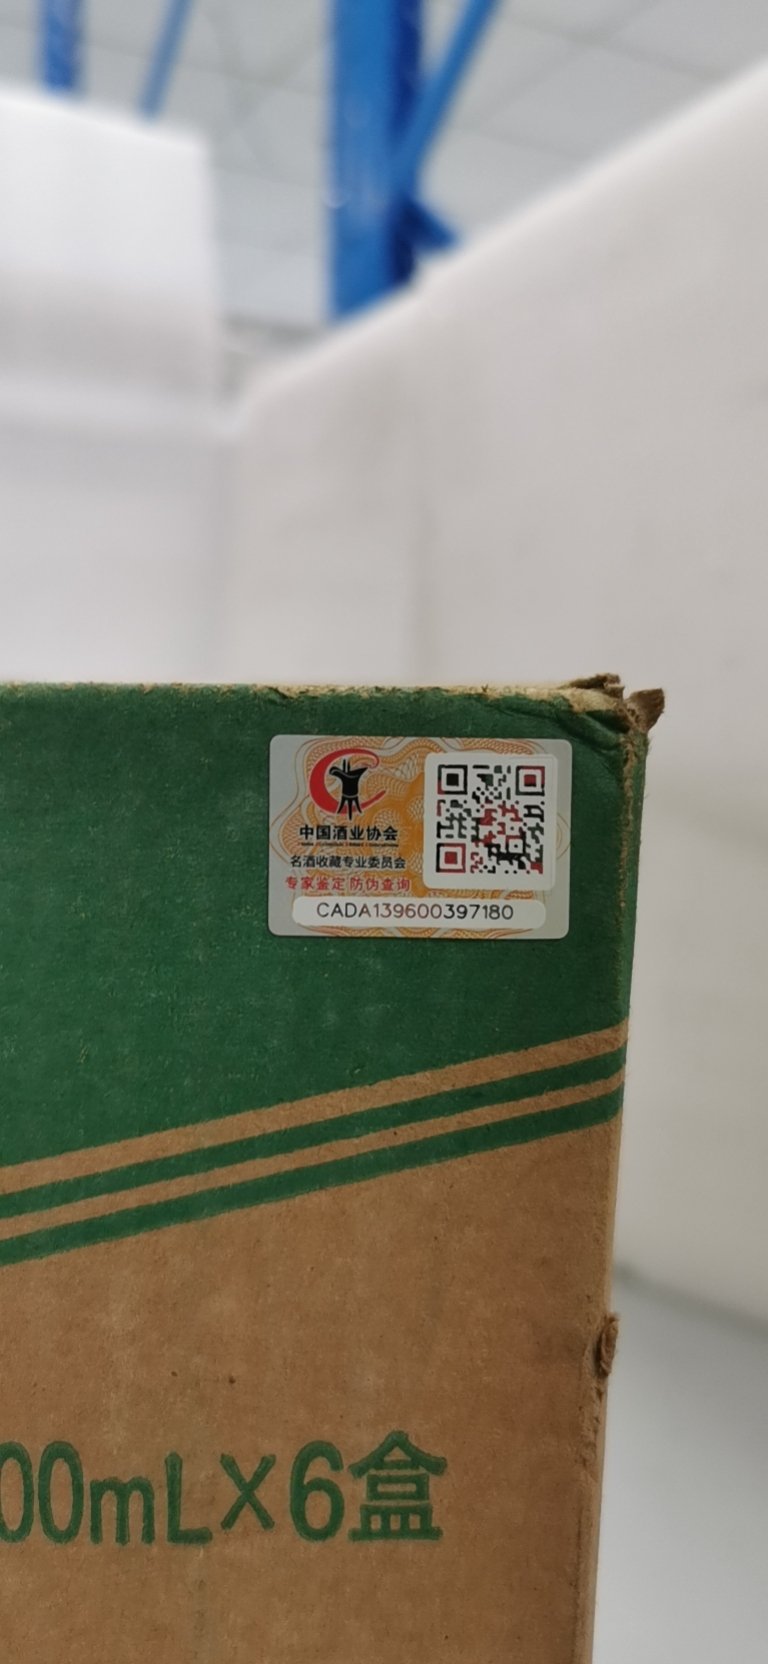 中国酒业协会
名酒收藏专业委员会
专家鉴定 防伪查询
CADA139600397180
00mL×6盒